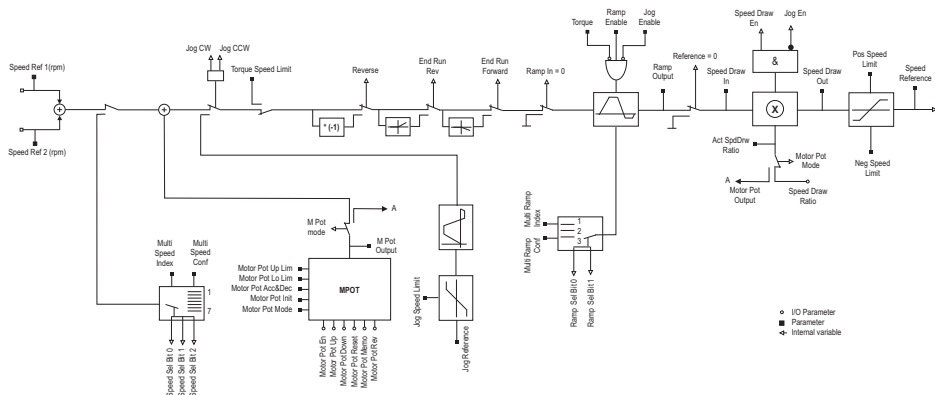 Speed Ref 1(rpm)
Speed Ref 2 (rpm)
Jog CW
Jog CCW
Torque Speed Limit
Reverse
* (-1)
End Run
Rev
End Run
Forward
Ramp In = 0
Torque
Ramp
Enable
Jog
Enable
Ramp
Output
Reference = 0
Speed Draw
In
Speed Draw
En
Jog En
&
X
Speed Draw
Out
Pos Speed
Limit
Neg Speed
Limit
Speed
Reference
Act SpdDrw
Ratio
Motor Pot
Mode
A
Motor Pot
Output
Speed Draw
Ratio
Multi
Speed
Index
Multi
Speed
Conf
1
7
Speed Sel Bit 0
Speed Sel Bit 1
Speed Sel Bit 2
M Pot
mode
A
M Pot
Output
Motor Pot Up Lim
Motor Pot Lo Lim
Motor Pot Acc&Dec
Motor Pot Init
Motor Pot Mode
MPOT
Motor Pot En
Motor Pot Up
Motor Pot Down
Motor Pot Reset
Motor Pot Memo
Motor Pot Rev
Jog Speed Limit
Jog Reference
Multi Ramp
Index
Multi Ramp
Conf
1
2
3
Ramp Sel Bit 0
Ramp Sel Bit 1
I/O Parameter
Parameter
Internal variable